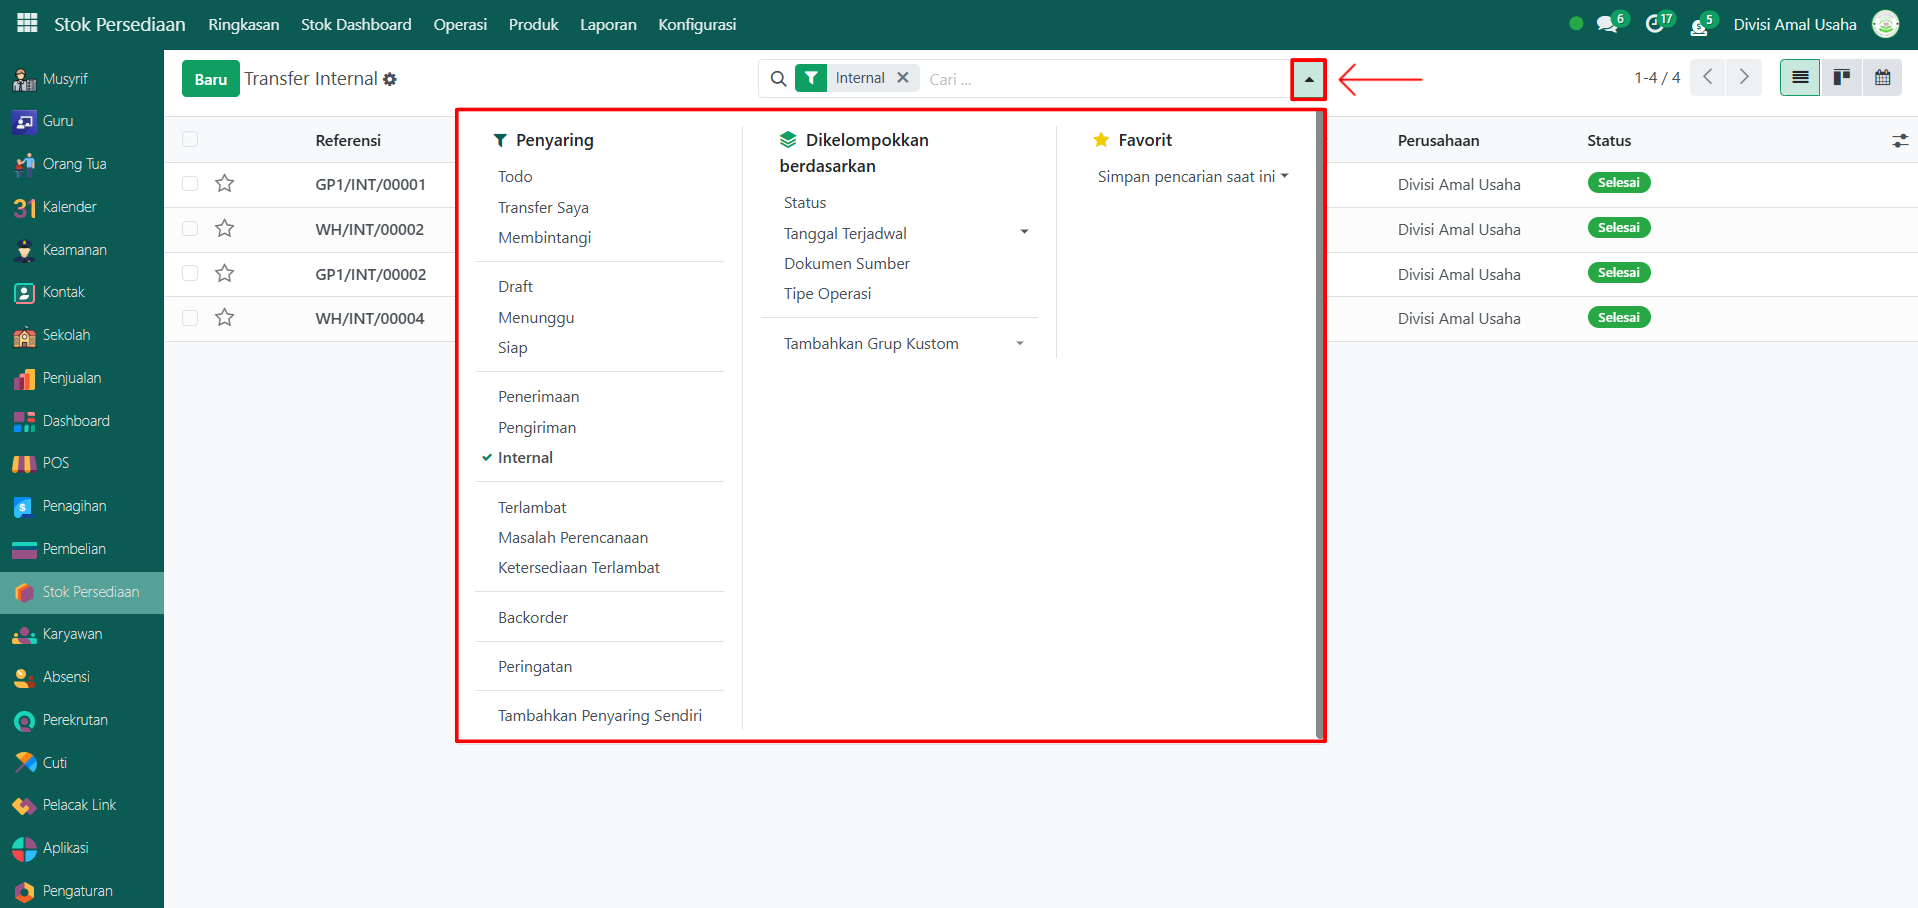 Stok Persediaan Ringkasan Stok Dashboard Operasi Produk Laporan Konfigurasi 6 17 5 Divisi Amal Usaha
Musyrif
Guru
Orang Tua
31 Kalender
Keamanan
Kontak
Sekolah
Penjualan
Dashboard
POS
Penagihan
Pembelian
Stok Persediaan
Karyawan
Absensi
Perekrutan
Cuti
Pelacak Link
Aplikasi
Pengaturan
Baru Transfer Internal Internal Cari ... 1-4 / 4
Referensi
GP1/INT/00001
WH/INT/00002
GP1/INT/00002
WH/INT/00004
Penyaring
Todo
Transfer Saya
Membintangi
Draft
Menunggu
Siap
Penerimaan
Pengiriman
Internal
Terlambat
Masalah Perencanaan
Ketersediaan Terlambat
Backorder
Peringatan
Tambahkan Penyaring Sendiri
Dikelompokkan
berdasarkan
Status
Tanggal Terjadwal
Dokumen Sumber
Tipe Operasi
Tambahkan Grup Kustom
Favorit
Simpan pencarian saat ini
Perusahaan Status
Divisi Amal Usaha Selesai
Divisi Amal Usaha Selesai
Divisi Amal Usaha Selesai
Divisi Amal Usaha Selesai